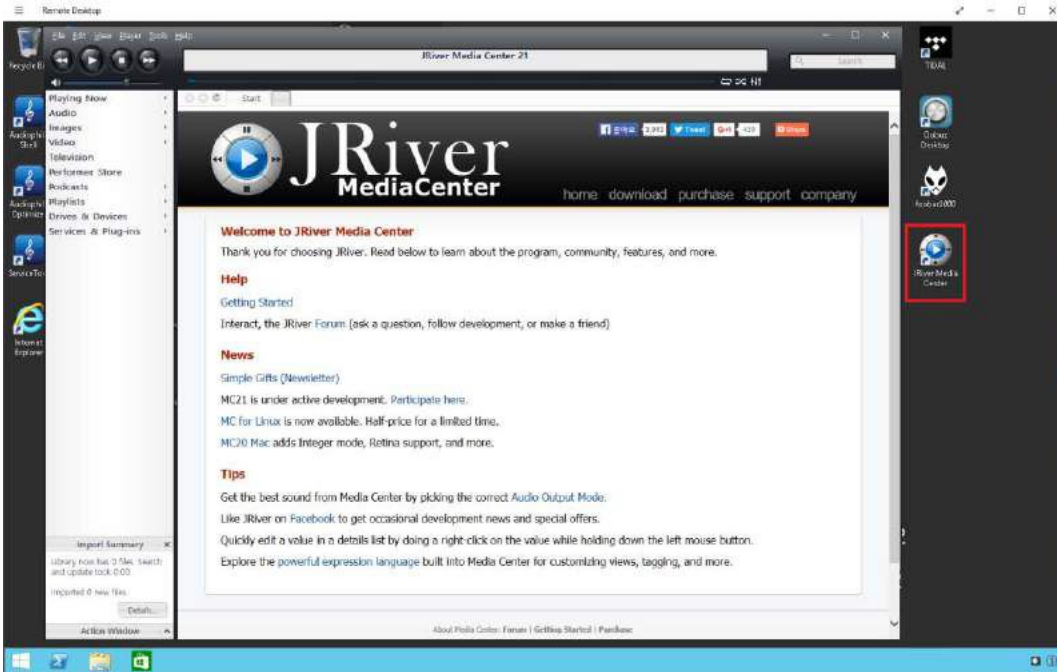 Remote Desktop
File Edit View Player Tools Help
JRiver Media Center 21
Search
Playing Now
Audio
Images
Video
Television
Performer Store
Podcasts
Playlists
Drives & Devices
Services & Plug-ins
Start
JRiver
MediaCenter
3,992
Tweet
439
Share
home download purchase support company
Welcome to JRiver Media Center
Thank you for choosing JRiver. Read below to learn about the program, community, features, and more.
Help
Getting Started
Interact, the JRiver Forum (ask a question, follow development, or make a friend)
News
Simple Gifts (Newsletter)
MC21 is under active development. Participate here.
MC for Linux is now available. Half-price for a limited time.
MC20 Mac adds Integer mode, Retina support, and more.
Tips
Get the best sound from Media Center by picking the correct Audio Output Mode.
Like JRiver on Facebook to get occasional development news and special offers.
Quickly edit a value in a details list by doing a right-click on the value while holding down the left mouse button.
Explore the powerful expression language built into Media Center for customizing views, tagging, and more.
About Media Center: Forum | Getting Started | Purchase
Import Summary
Library now has 0 files. Search
and update took 0:00.
Imported 0 new files.
Details...
Action Window
Internet
Explorer
TIDAL
Qobuz
Desktop
foobar2000
JRiver Media
Center